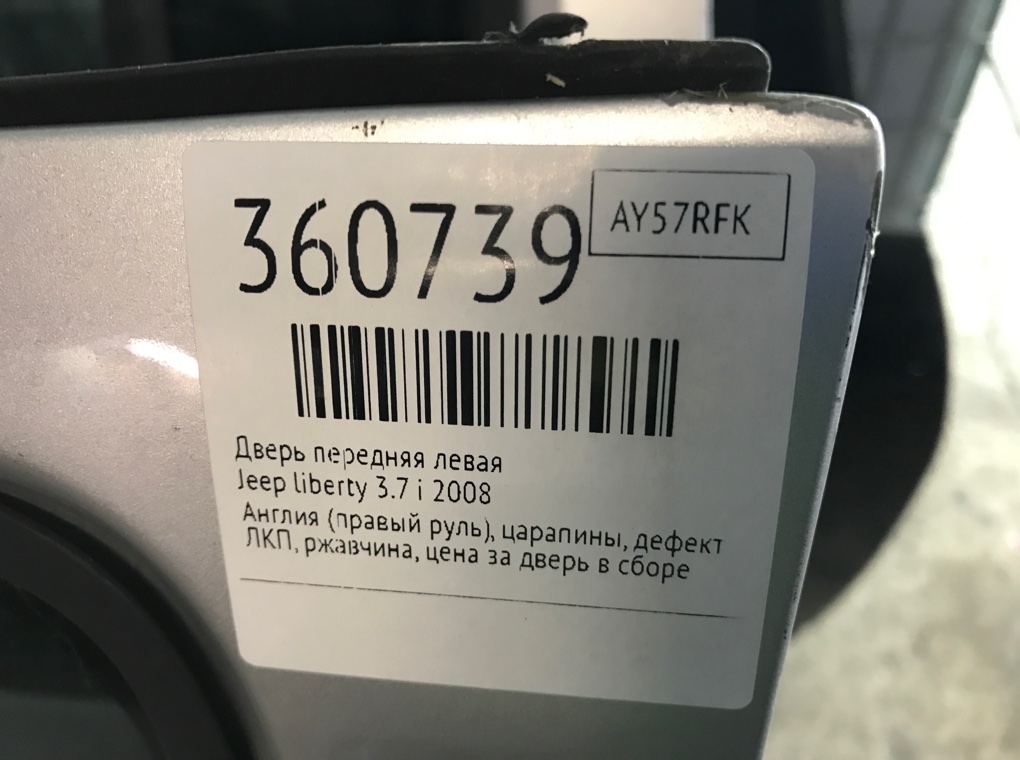 360739
AY57RFK
Дверь передняя левая
Jeep liberty 3.7 i 2008
Англия (правый руль), царапины, дефект
ЛКП, ржавчина, цена за дверь в сборе